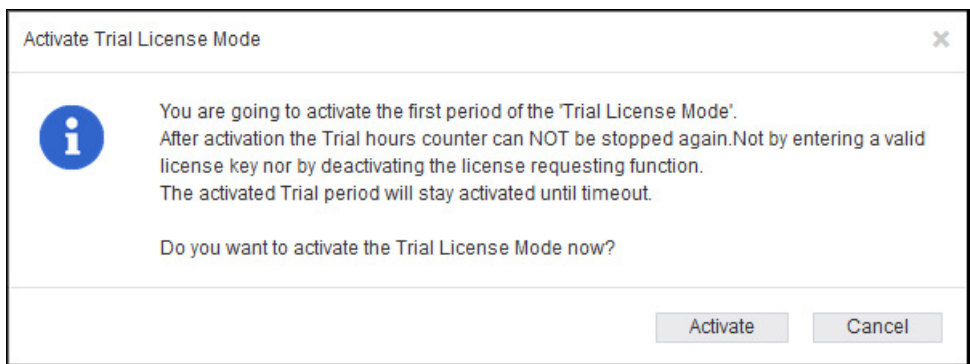 Activate Trial License Mode
You are going to activate the first period of the 'Trial License Mode'.
After activation the Trial hours counter can NOT be stopped again.Not by entering a valid
license key nor by deactivating the license requesting function.
The activated Trial period will stay activated until timeout.
Do you want to activate the Trial License Mode now?
Activate Cancel